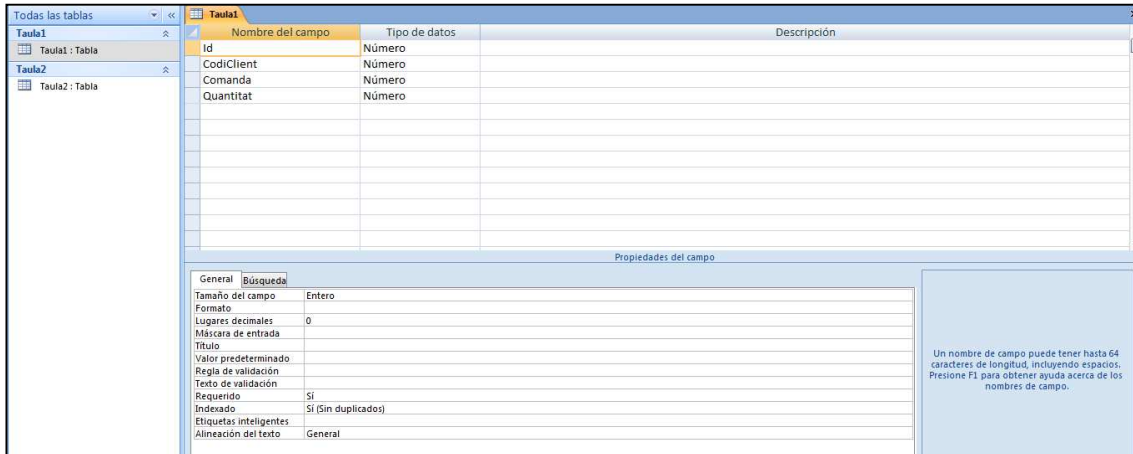 Todas las tablas
Taula1
Taula1 : Tabla
Taula2
Taula2 : Tabla
Taula1
Nombre del campo Tipo de datos Descripción
Id Número
CodiClient Número
Comanda Número
Quantitat Número
Propiedades del campo
General Búsqueda
Tamaño del campo Entero
Formato
Lugares decimales 0
Máscara de entrada
Título
Valor predeterminado
Regla de validación
Texto de validación
Requerido Sí
Indexado Sí (Sin duplicados)
Etiquetas inteligentes
Alineación del texto General
Un nombre de campo puede tener hasta 64
caracteres de longitud, incluyendo espacios.
Presione F1 para obtener ayuda acerca de los
nombres de campo.